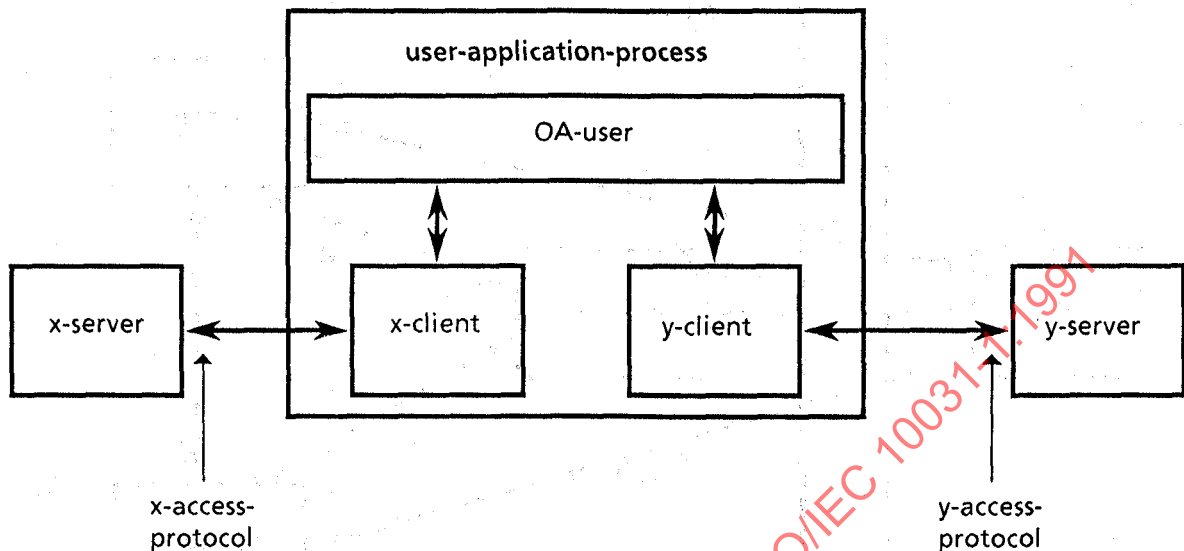 user-application-process
OA-user
x-server
x-client
y-client
y-server
x-access-
protocol
y-access-
protocol
O/IEC 10031-1:1991